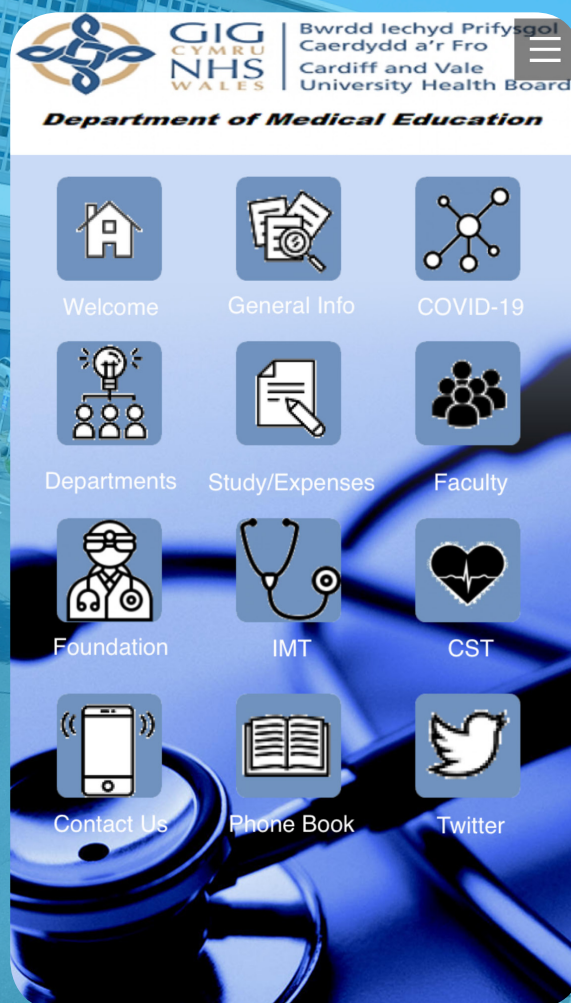 GIG
CYMRU
NHS
WALES
Bwrdd Iechyd Prifysgol
Caerdydd a'r Fro
Cardiff and Vale
University Health Board
Department of Medical Education
Welcome General Info COVID-19
Departments Study/Expenses Faculty
Foundation IMT CST
Contact Us Phone Book Twitter